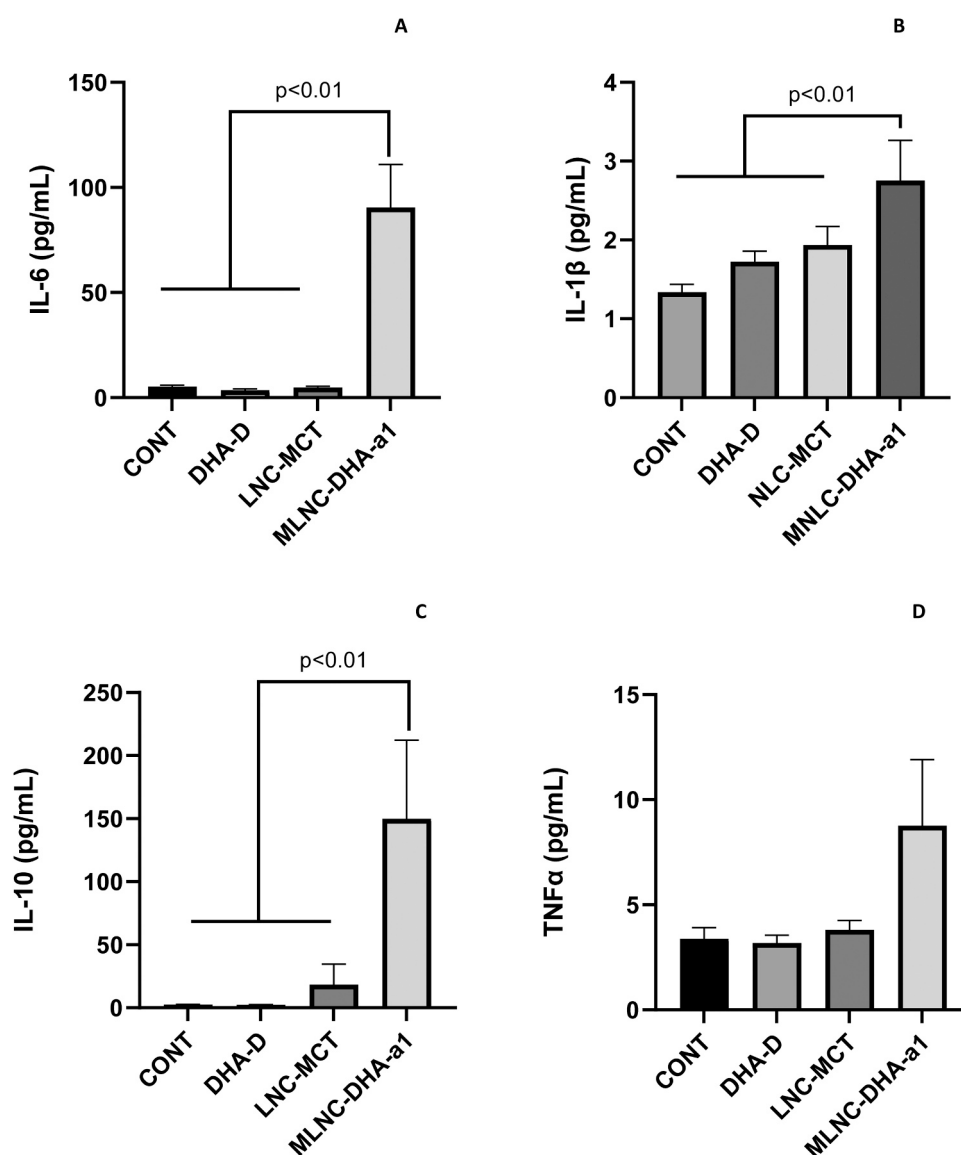 A
p<0.01
150
100
50
0
IL-6 (pg/mL)
CONT
DHA-D
LNC-MCT
MLNC-DHA-a1
B
p<0.01
4
3
2
1
0
IL-1β (pg/mL)
CONT
DHA-D
NLC-MCT
MNLC-DHA-a1
C
p<0.01
250
200
150
100
50
0
IL-10 (pg/mL)
CONT
DHA-D
LNC-MCT
MLNC-DHA-a1
D
15
10
5
0
TNFα (pg/mL)
CONT
DHA-D
LNC-MCT
MLNC-DHA-a1